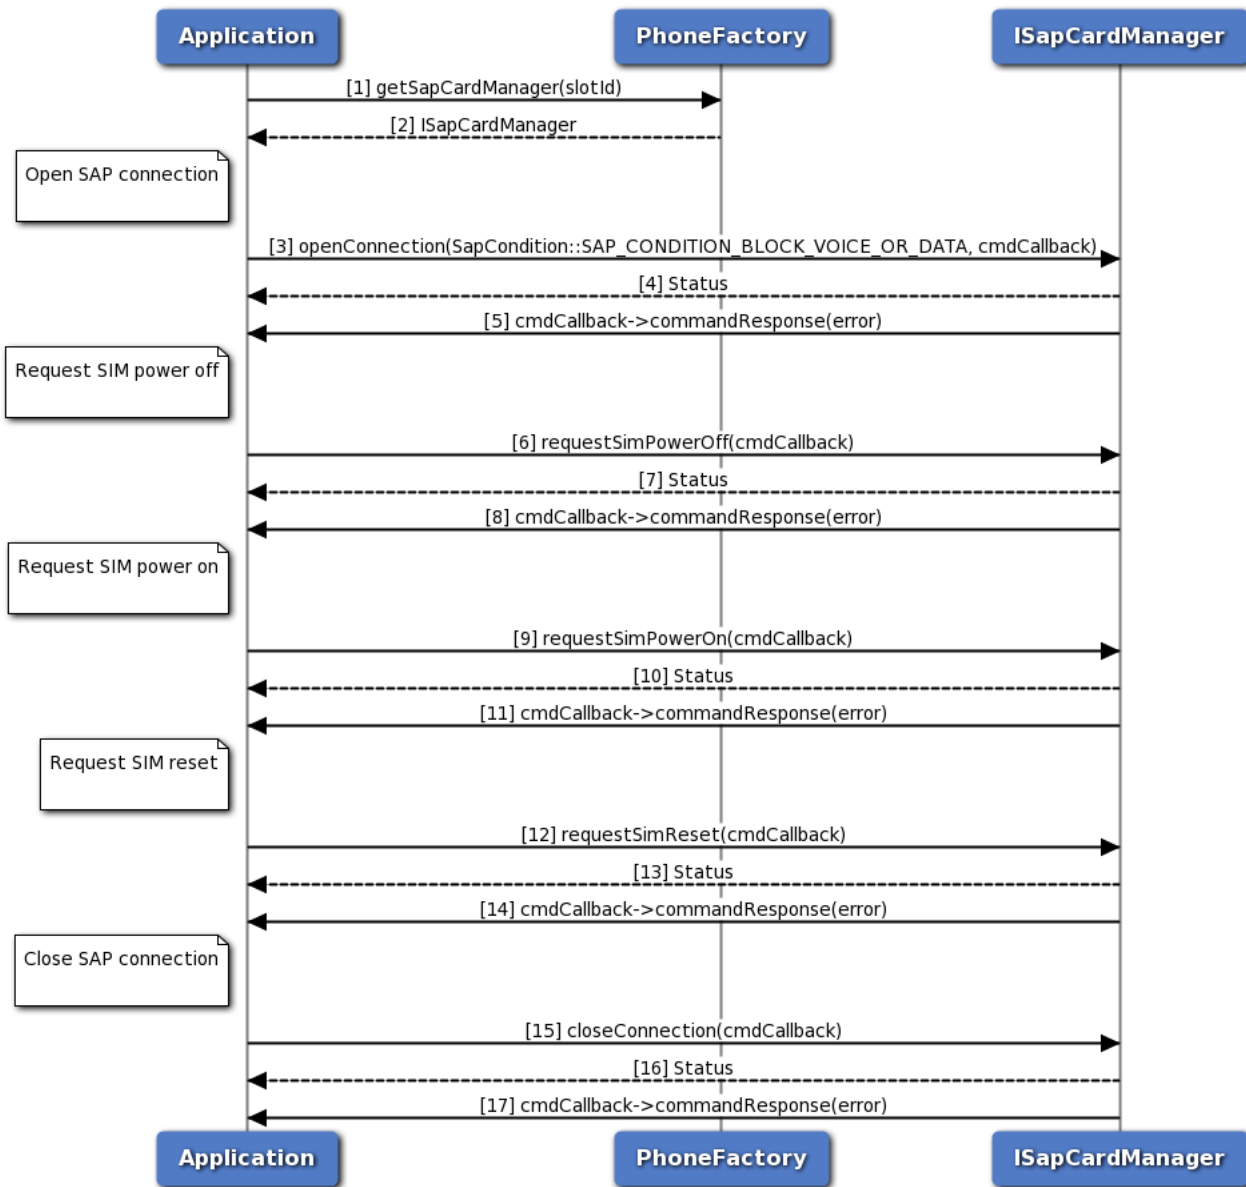 Application
PhoneFactory
ISapCardManager
[1] getSapCardManager(slotId)
[2] ISapCardManager
Open SAP connection
[3] openConnection(SapCondition::SAP_CONDITION_BLOCK_VOICE_OR_DATA, cmdCallback)
[4] Status
[5] cmdCallback->commandResponse(error)
Request SIM power off
[6] requestSimPowerOff(cmdCallback)
[7] Status
[8] cmdCallback->commandResponse(error)
Request SIM power on
[9] requestSimPowerOn(cmdCallback)
[10] Status
[11] cmdCallback->commandResponse(error)
Request SIM reset
[12] requestSimReset(cmdCallback)
[13] Status
[14] cmdCallback->commandResponse(error)
Close SAP connection
[15] closeConnection(cmdCallback)
[16] Status
[17] cmdCallback->commandResponse(error)
Application
PhoneFactory
ISapCardManager